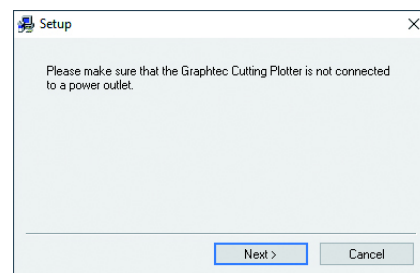 Setup
Please make sure that the Graphtec Cutting Plotter is not connected
to a power outlet.
Next >
Cancel